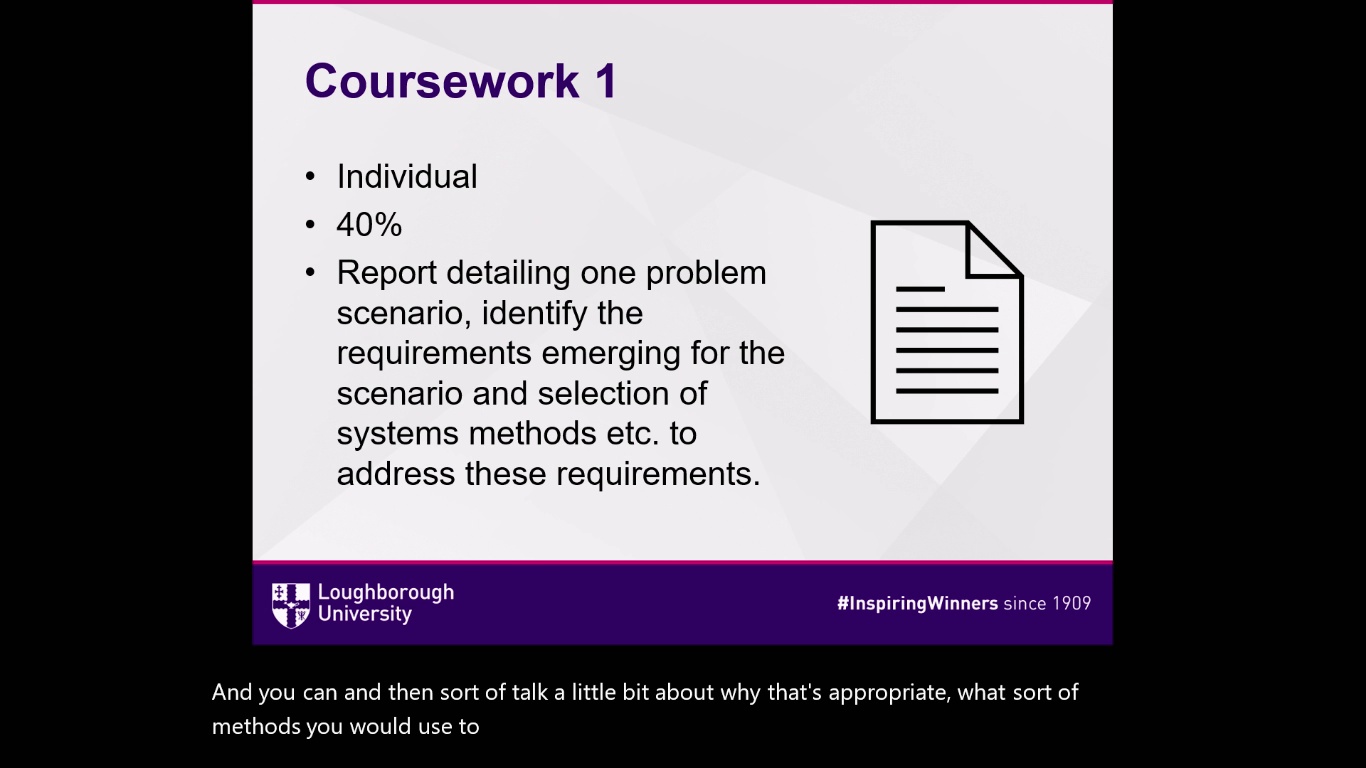 Coursework 1
• Individual
• 40%
• Report detailing one problem
scenario, identify the
requirements emerging for the
scenario and selection of
systems methods etc. to
address these requirements.
Loughborough
University
#InspiringWinners since 1909
And you can and then sort of talk a little bit about why that's appropriate, what sort of
methods you would use to